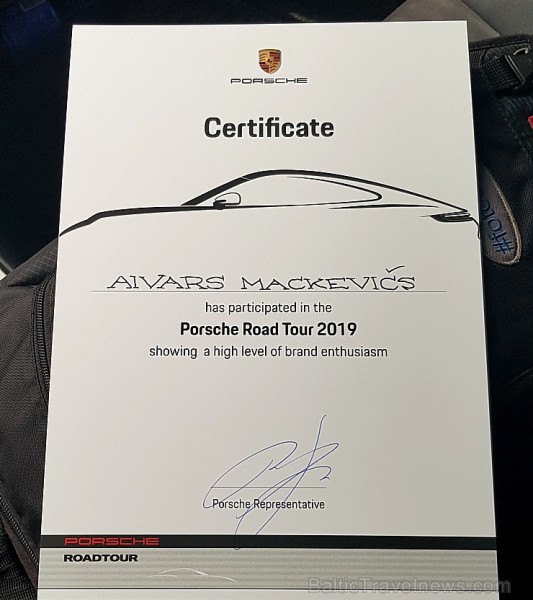 PORSCHE
Certificate
AIVARS MACKEVIČS
has participated in the
Porsche Road Tour 2019
showing a high level of brand enthusiasm
Porsche Representative
PORSCHE
ROADTOUR
BalticTravelnews.com